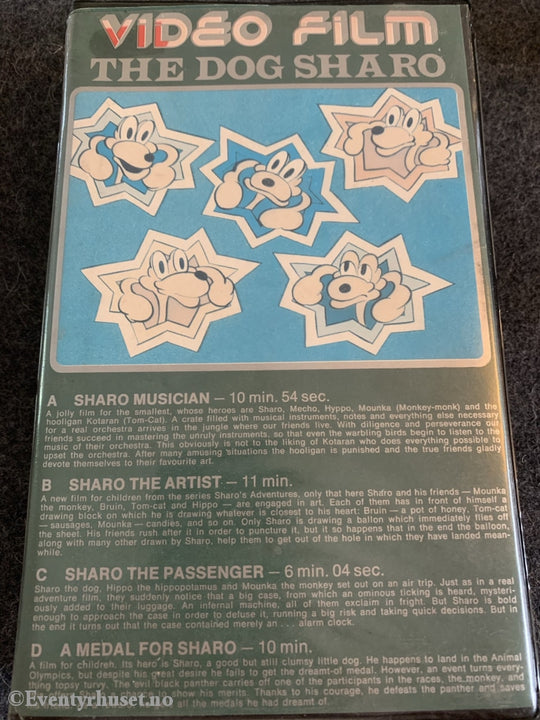 VIDEO FILM
THE DOG SHARO
A SHARO MUSICIAN – 10 min. 54 sec.
A jolly film for the smallest, whose heroes are Sharo, Mecho, Hyppo, Mounka (Monkey-monk) and the
hooligan Kotaran (Tom-Cat). A crate filled with musical instruments, notes and everything else necessary
for a real orchestra arrives in the jungle where our friends live. With diligence and perseverance our
friends succeed in mastering the unruly instruments, so that even the warbling birds begin to listen to the
music of their orchestra. This obviously is not to the liking of Kotaran who does everything possible to
upset the orchestra. After many amusing situations the hooligan is punished and the true friends gladly
devote themselves to their favourite art.
B SHARO THE ARTIST – 11 min.
A new film for children from the series Sharo's Adventures, only that here Sharo and his friends – Mounka
the monkey, Bruin, Tom-cat and Hippo – are engaged in art. Each of them has in front of himself a
drawing block on which he is drawing whatever is closest to his heart: Bruin – a pot of honey, Tom-cat
– sausages, Mounka – candies, and so on. Only Sharo is drawing a ballon which immediately flies off
the sheet. His friends rush after it in order to puncture it, but it so happens that in the end the balloon,
along with many other drawn by Sharo, help them to get out of the hole in which they have landed mean-
while.
C SHARO THE PASSENGER – 6 min. 04 sec.
Sharo the dog, Hippo the hippopotamus and Mounka the monkey set out on an air trip. Just as in a real
adventure film, they suddenly notice that a big case, from which an ominous ticking is heard, mysteri-
ously added to their luggage. An infernal machine, all of them exclaim in fright. But Sharo is bold
enough to approach the case in order to defuse it, running a big risk and taking quick decisions. But in
the end it turns out that the case contained merely an . . . alarm clock.
D A MEDAL FOR SHARO – 10 min.
A film for children. Its hero is Sharo, a good but still clumsy little dog. He happens to land in the Animal
Olympics, but despite his great desire he fails to get the dreamt-of medal. However, an event turns every-
thing topsy turvy. The evil black panther carries off one of the participants in the races, the monkey, and
Sharo a chance to show his merits. Thanks to his courage, he defeats the panther and saves
all the medals he had dreamt of.
©Eventyrhuset.no